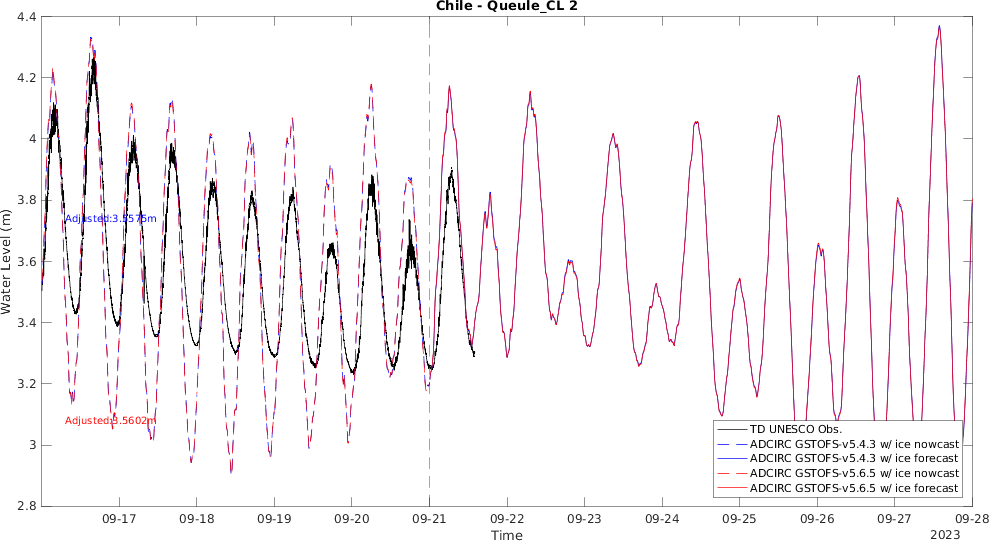 Chile - Queule_CL 2
4.4
4.2
4
3.8
3.6
3.4
3.2
3
2.8
Water Level (m)
Adjusted:3.5575m
Adjusted:3.5602m
TD UNESCO Obs.
ADCIRC GSTOFS-v5.4.3 w/ ice nowcast
ADCIRC GSTOFS-v5.4.3 w/ ice forecast
ADCIRC GSTOFS-v5.6.5 w/ ice nowcast
ADCIRC GSTOFS-v5.6.5 w/ ice forecast
09-17 09-18 09-19 09-20 09-21 09-22 09-23 09-24 09-25 09-26 09-27 09-28
Time
2023